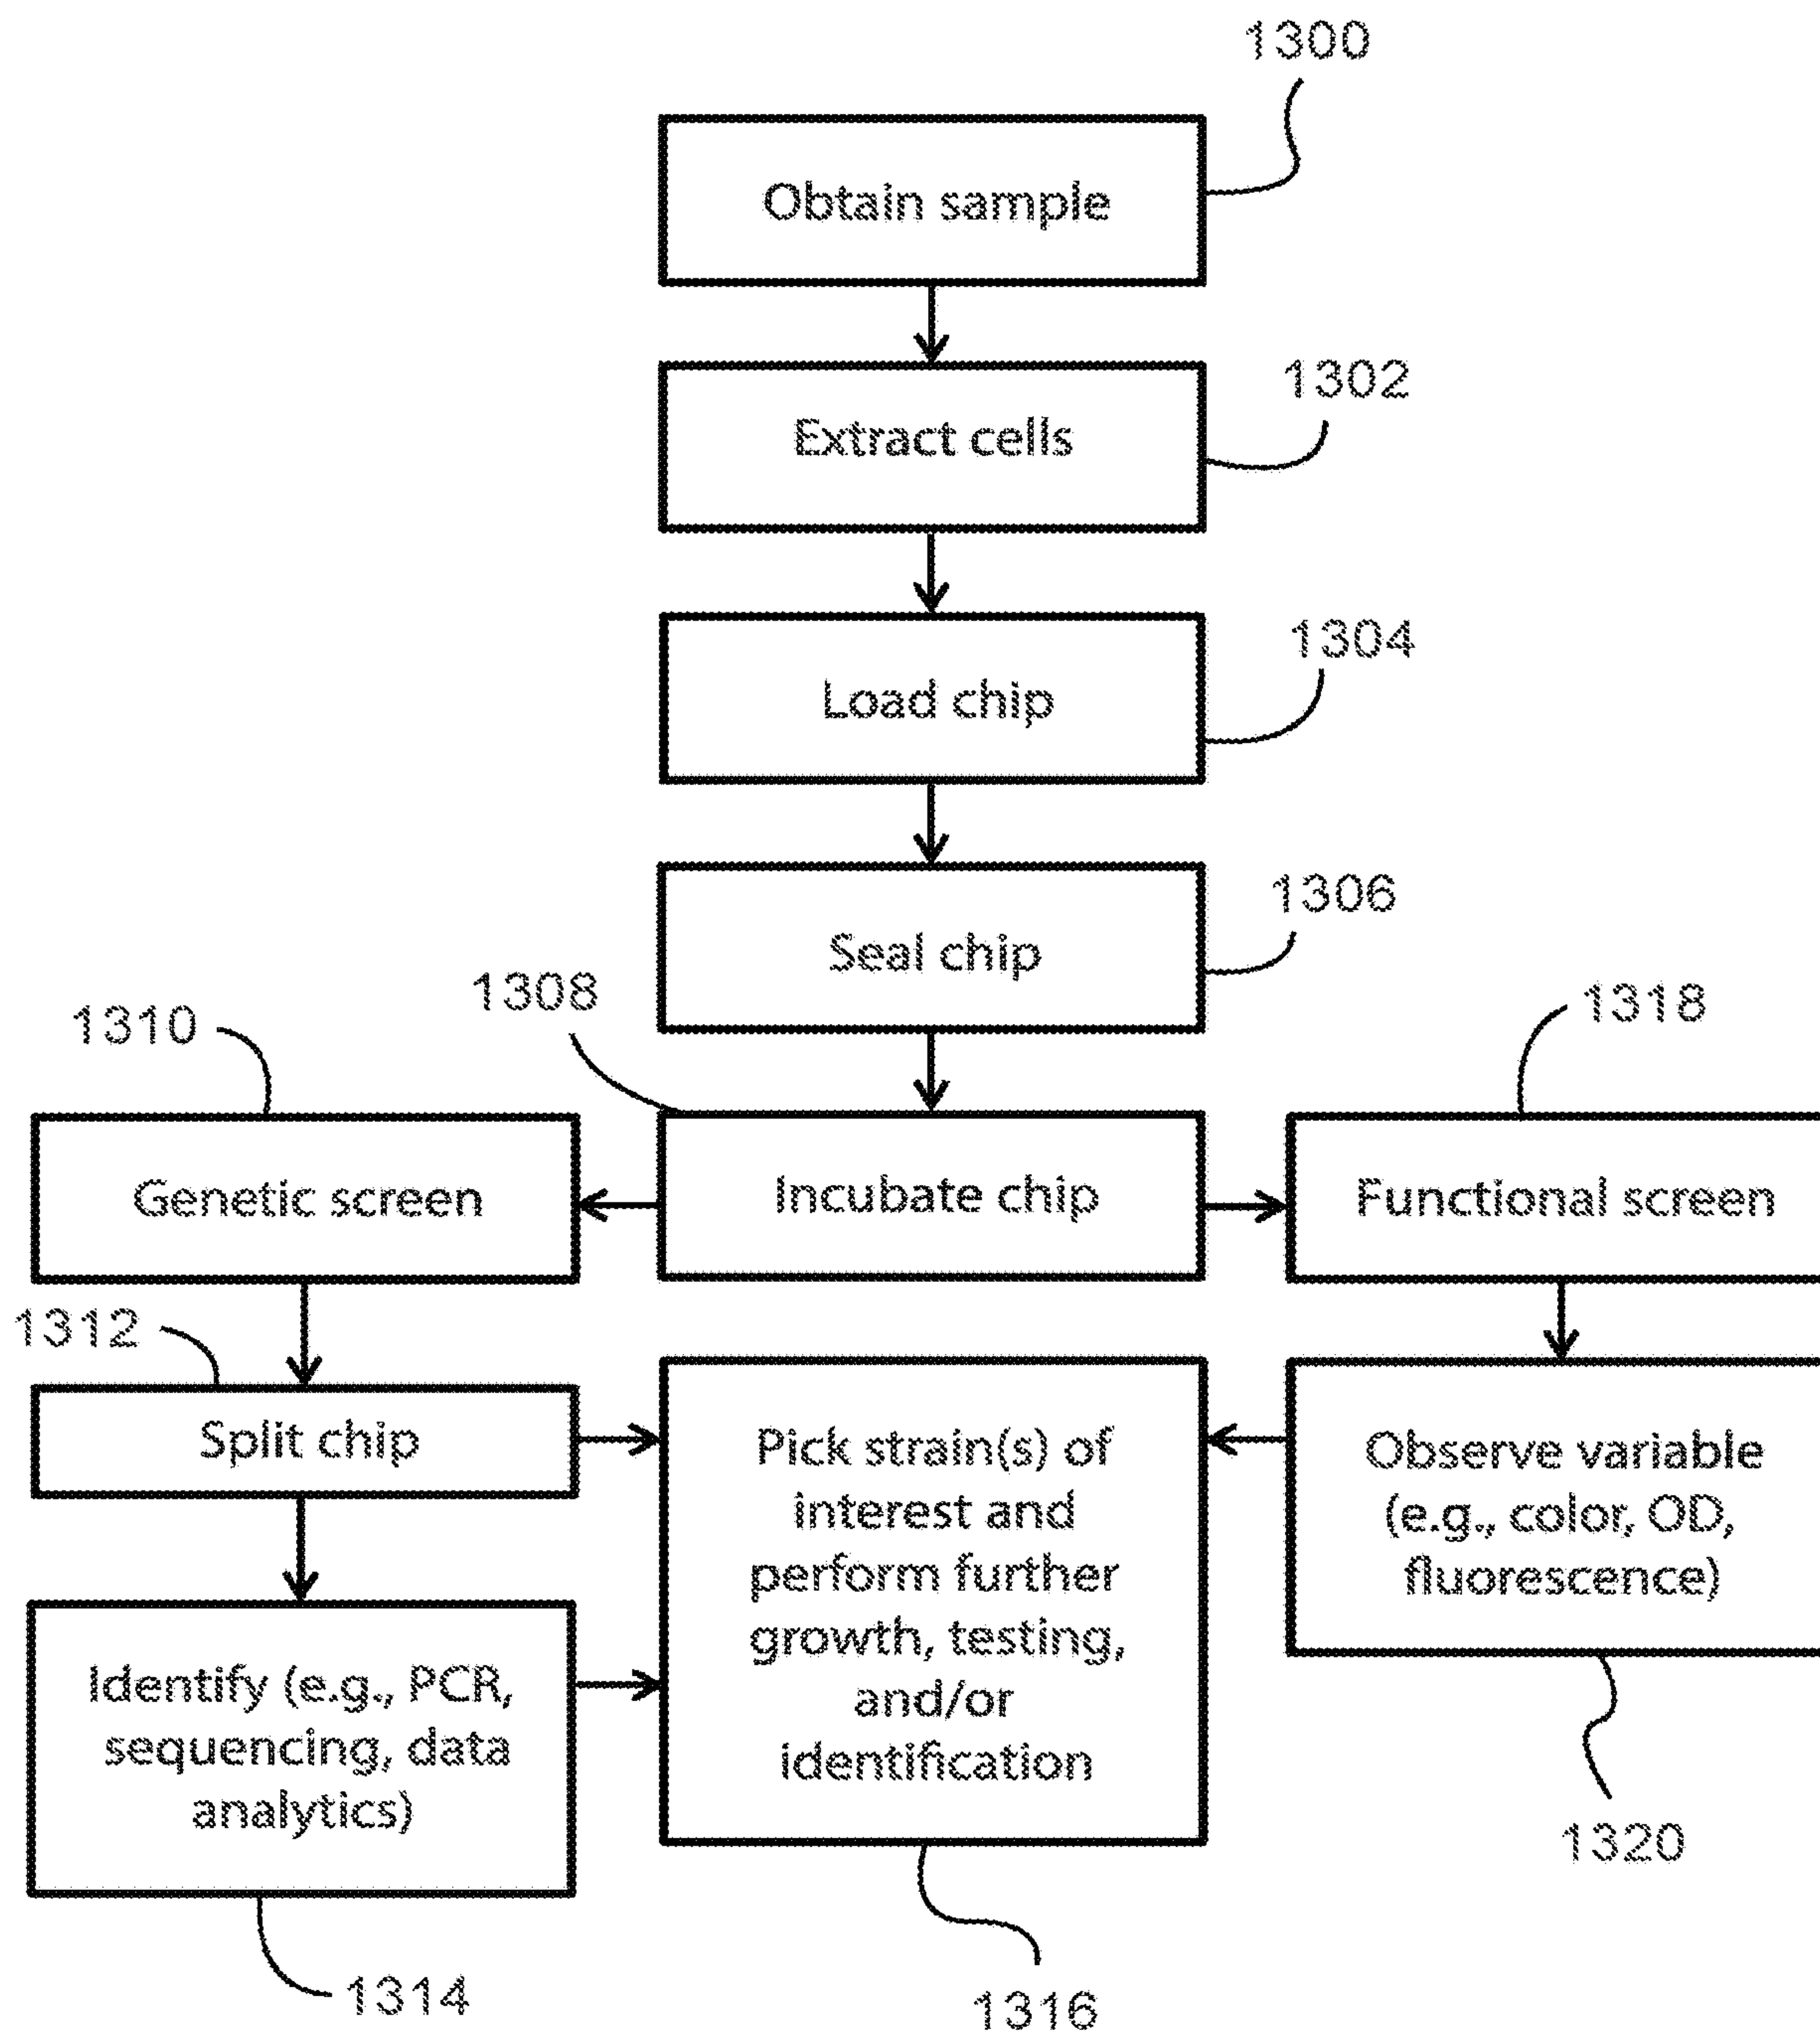 1300
Obtain sample
1302
Extract cells
1304
Load chip
1306
Seal chip
1308
1310
1318
Genetic screen
Incubate chip
Functional screen
1312
Split chip
Pick strain(s) of
interest and
perform further
growth, testing,
and/or
identification
Observe variable
(e.g., color, OD,
fluorescence)
Identify (e.g., PCR,
sequencing, data
analytics)
1320
1314
1316